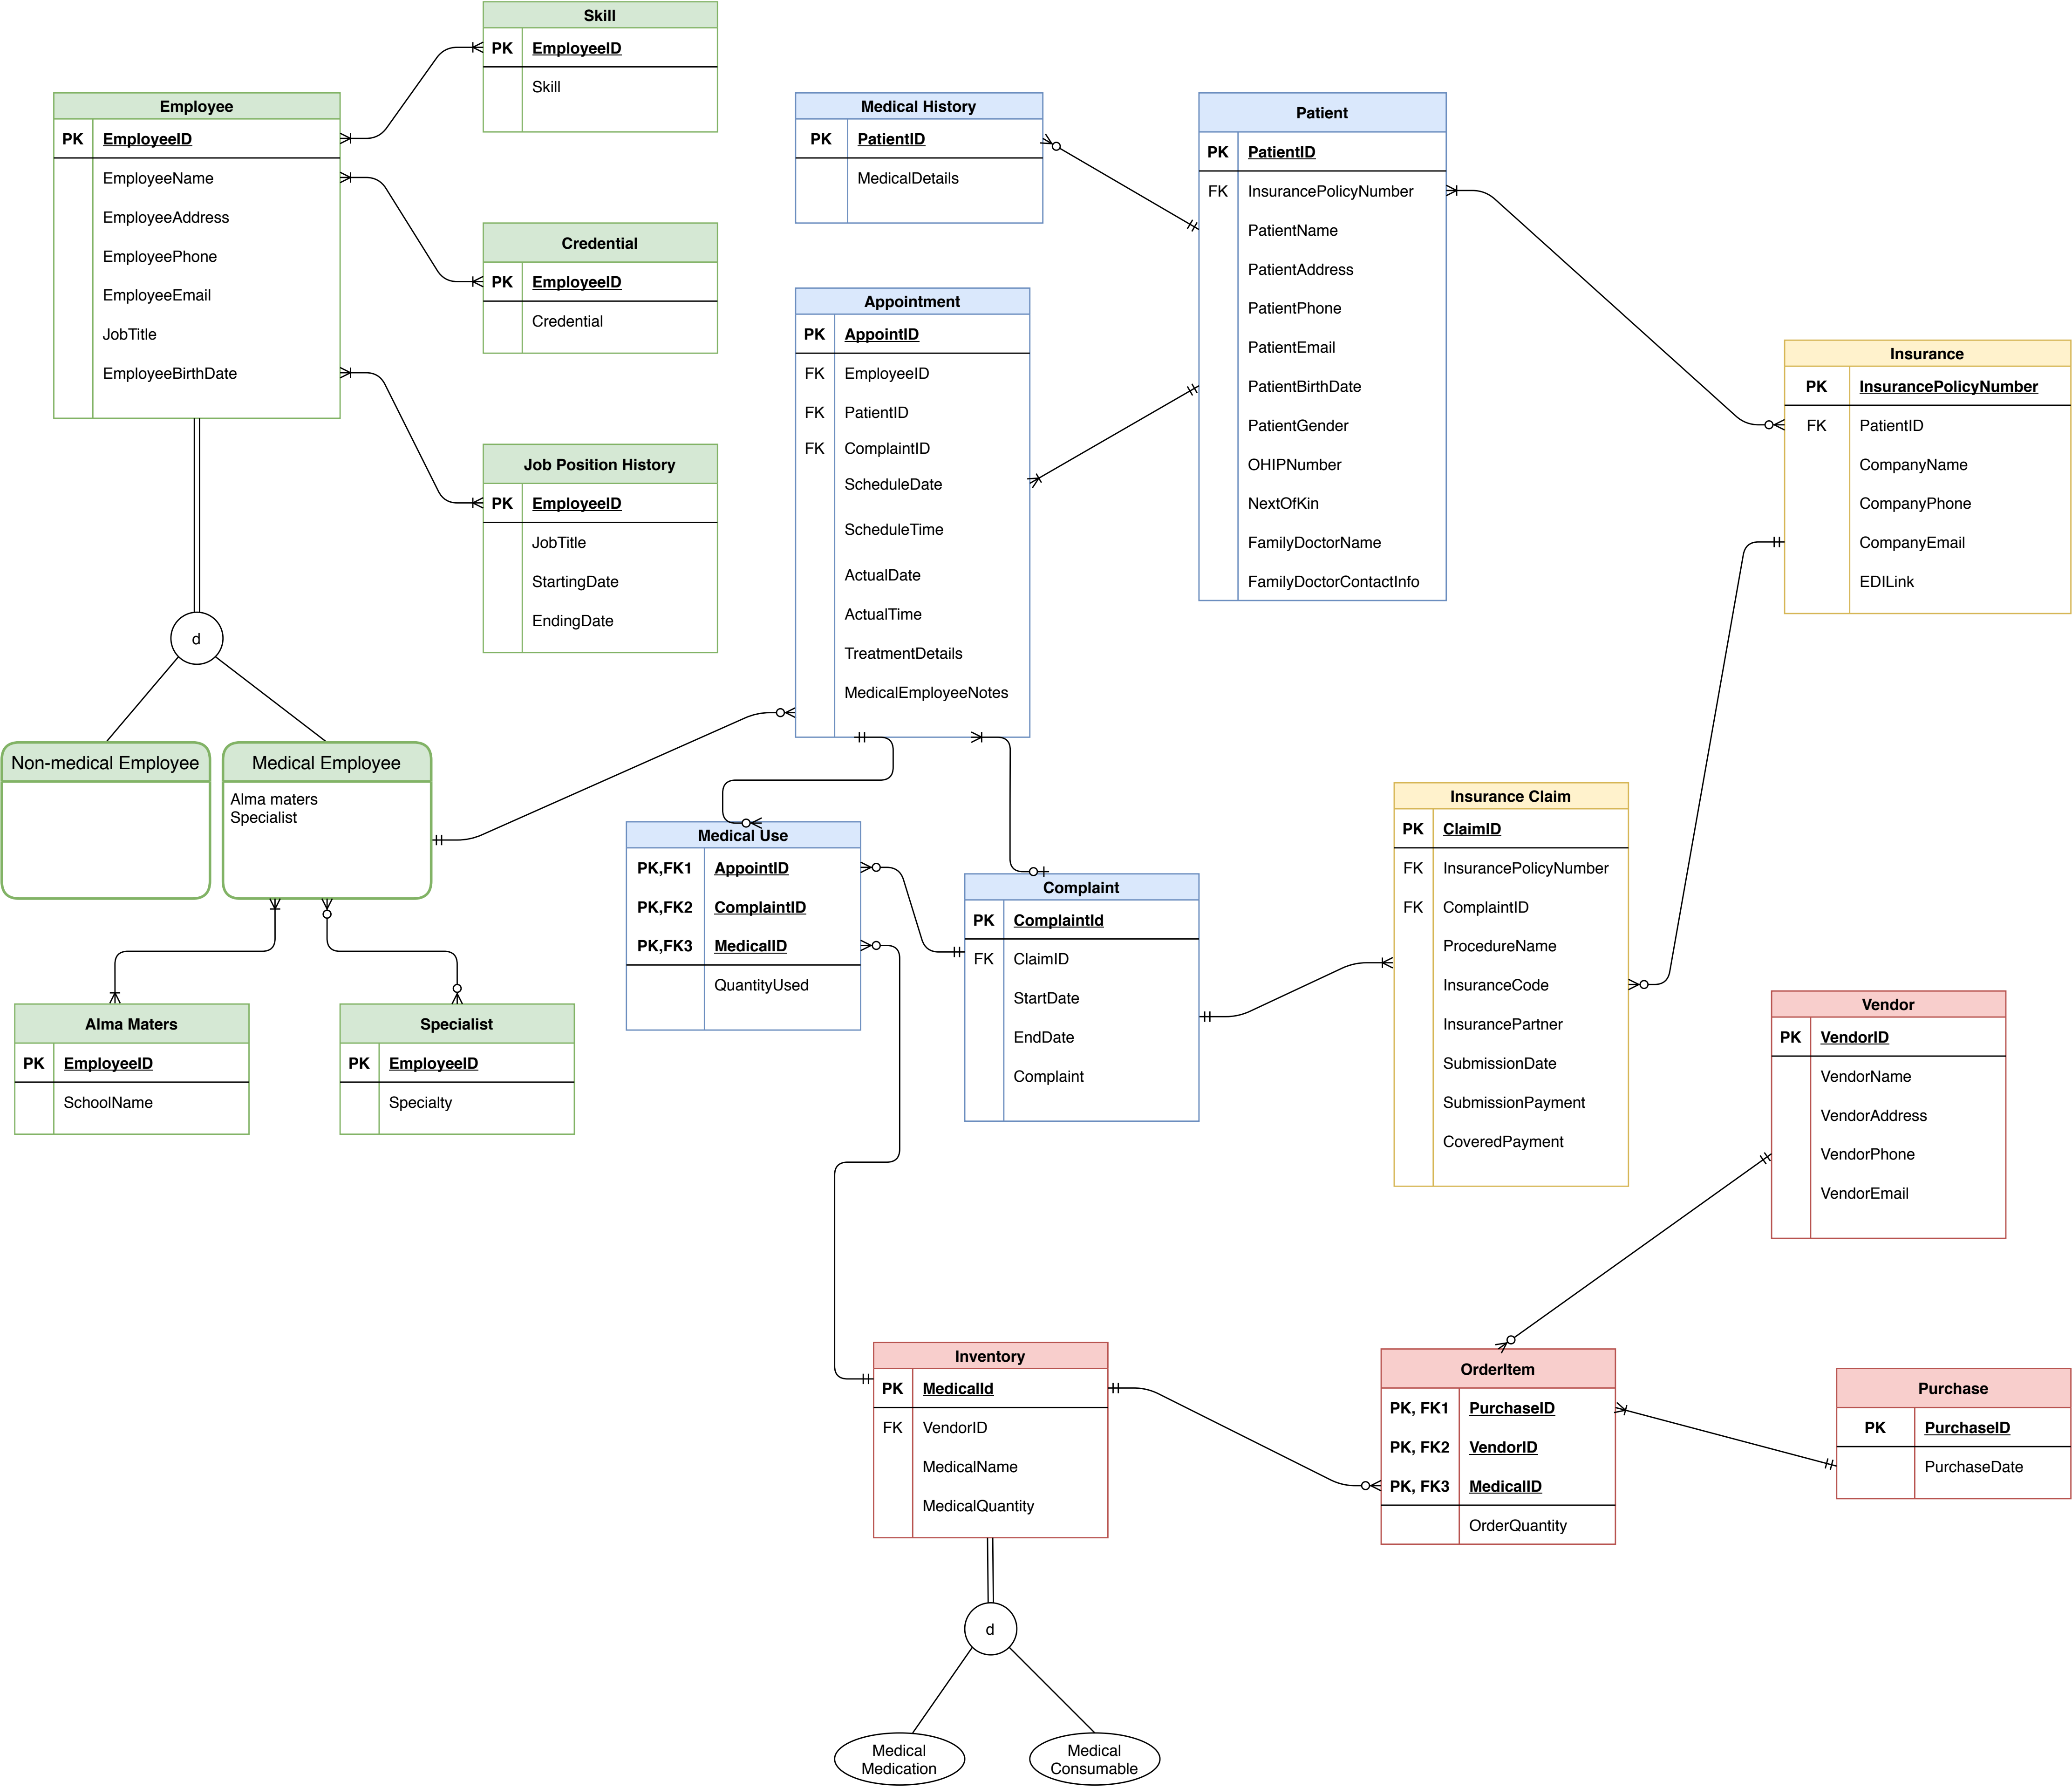 Skill
PK EmployeeID
Skill
Employee
PK EmployeeID
EmployeeName
EmployeeAddress
EmployeePhone
EmployeeEmail
JobTitle
EmployeeBirthDate
Credential
PK EmployeeID
Credential
Job Position History
PK EmployeeID
JobTitle
StartingDate
EndingDate
d
Non-medical Employee
Medical Employee
Alma maters
Specialist
Alma Maters
PK EmployeeID
SchoolName
Specialist
PK EmployeeID
Specialty
Medical History
PK PatientID
MedicalDetails
Appointment
PK AppointID
FK EmployeeID
FK PatientID
FK ComplaintID
ScheduleDate
ScheduleTime
ActualDate
ActualTime
TreatmentDetails
MedicalEmployeeNotes
Patient
PK PatientID
FK InsurancePolicyNumber
PatientName
PatientAddress
PatientPhone
PatientEmail
PatientBirthDate
PatientGender
OHIPNumber
NextOfKin
FamilyDoctorName
FamilyDoctorContactInfo
Insurance
PK InsurancePolicyNumber
FK PatientID
CompanyName
CompanyPhone
CompanyEmail
EDILink
Medical Use
PK,FK1 AppointID
PK,FK2 ComplaintID
PK,FK3 MedicalID
QuantityUsed
Complaint
PK ComplaintId
FK ClaimID
StartDate
EndDate
Complaint
Insurance Claim
PK ClaimID
FK InsurancePolicyNumber
FK ComplaintID
ProcedureName
InsuranceCode
InsurancePartner
SubmissionDate
SubmissionPayment
CoveredPayment
Vendor
PK VendorID
VendorName
VendorAddress
VendorPhone
VendorEmail
Inventory
PK MedicalId
FK VendorID
MedicalName
MedicalQuantity
OrderItem
PK, FK1 PurchaseID
PK, FK2 VendorID
PK, FK3 MedicalID
OrderQuantity
Purchase
PK PurchaseID
PurchaseDate
d
Medical
Medication
Medical
Consumable